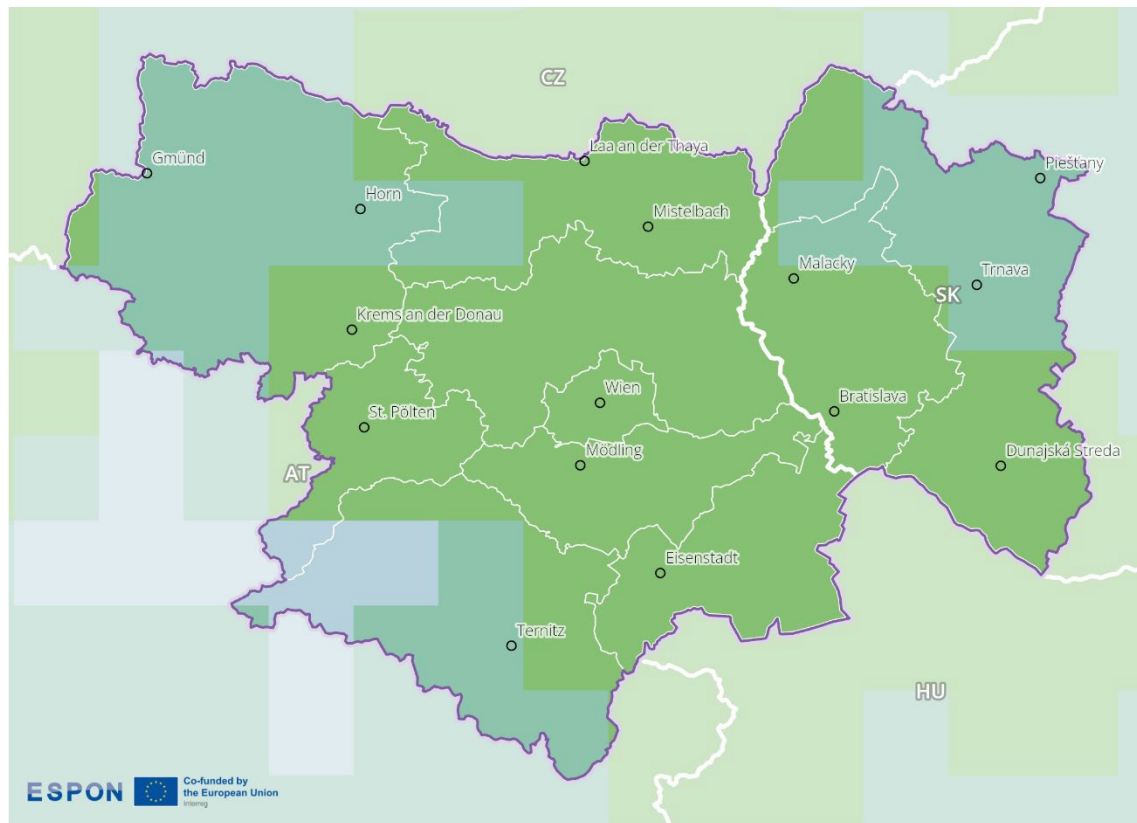 CZ
Laa an der Thaya
Gmünd
Piešťany
Horn
Mistelbach
Malacky
Trnava
SK
Krems an der Donau
Wien
Bratislava
St. Pölten
Mödling
Dunajská Streda
AT
Eisenstadt
Ternitz
HU
ESPON
Co-funded by
the European Union
Interreg